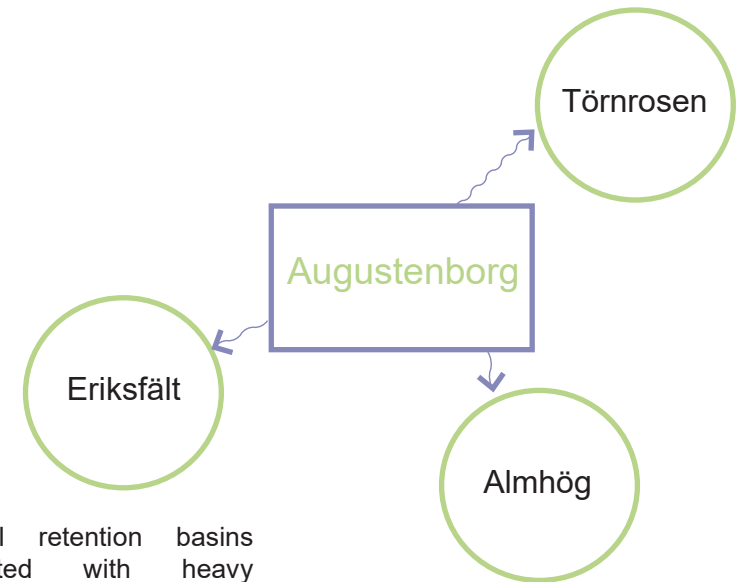 Törnrosen
Augustenborg
Eriksfält
Almhög
retention basins
with heavy